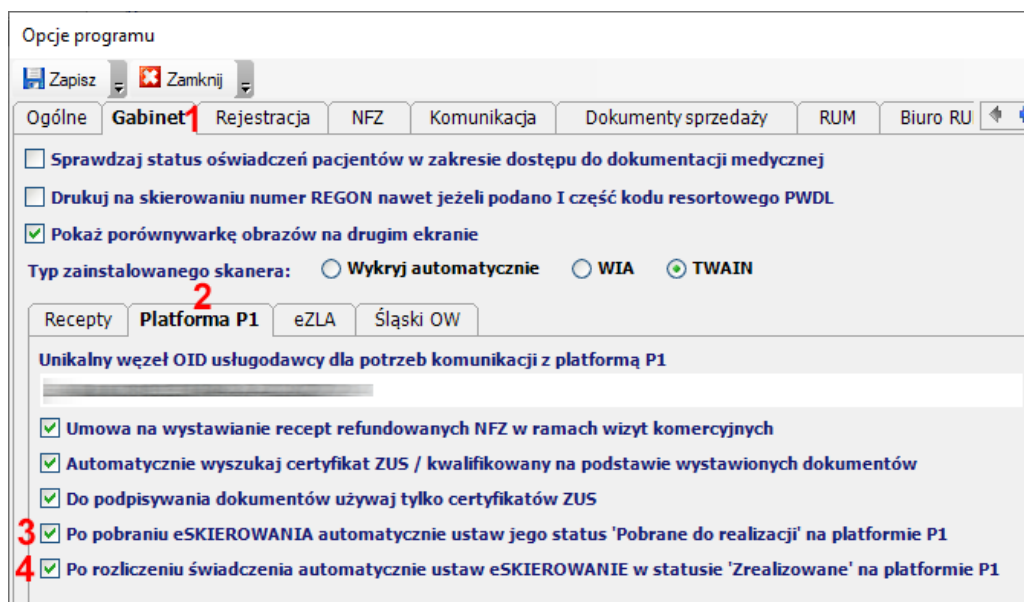 Opcje programu
Zapisz Zamknij
Ogólne Gabinet 1 Rejestracja NFZ Komunikacja Dokumenty sprzedaży RUM Biuro RU
Sprawdzaj status oświadczeń pacjentów w zakresie dostępu do dokumentacji medycznej
Drukuj na skierowaniu numer REGON nawet jeżeli podano I część kodu resortowego PWDL
Pokaż porównywarkę obrazów na drugim ekranie
Typ zainstalowanego skanera: Wykryj automatycznie WIA TWAIN
2
Recepty Platforma P1 eZLA Śląski OW
Unikalny węzeł OID usługodawcy dla potrzeb komunikacji z platformą P1
Umowa na wystawianie recept refundowanych NFZ w ramach wizyt komercyjnych
Automatycznie wyszukaj certyfikat ZUS / kwalifikowany na podstawie wystawionych dokumentów
Do podpisywania dokumentów używaj tylko certyfikatów ZUS
3 Po pobraniu eSKIEROWANIA automatycznie ustaw jego status 'Pobrane do realizacji' na platformie P1
4 Po rozliczeniu świadczenia automatycznie ustaw eSKIEROWANIE w statusie 'Zrealizowane' na platformie P1